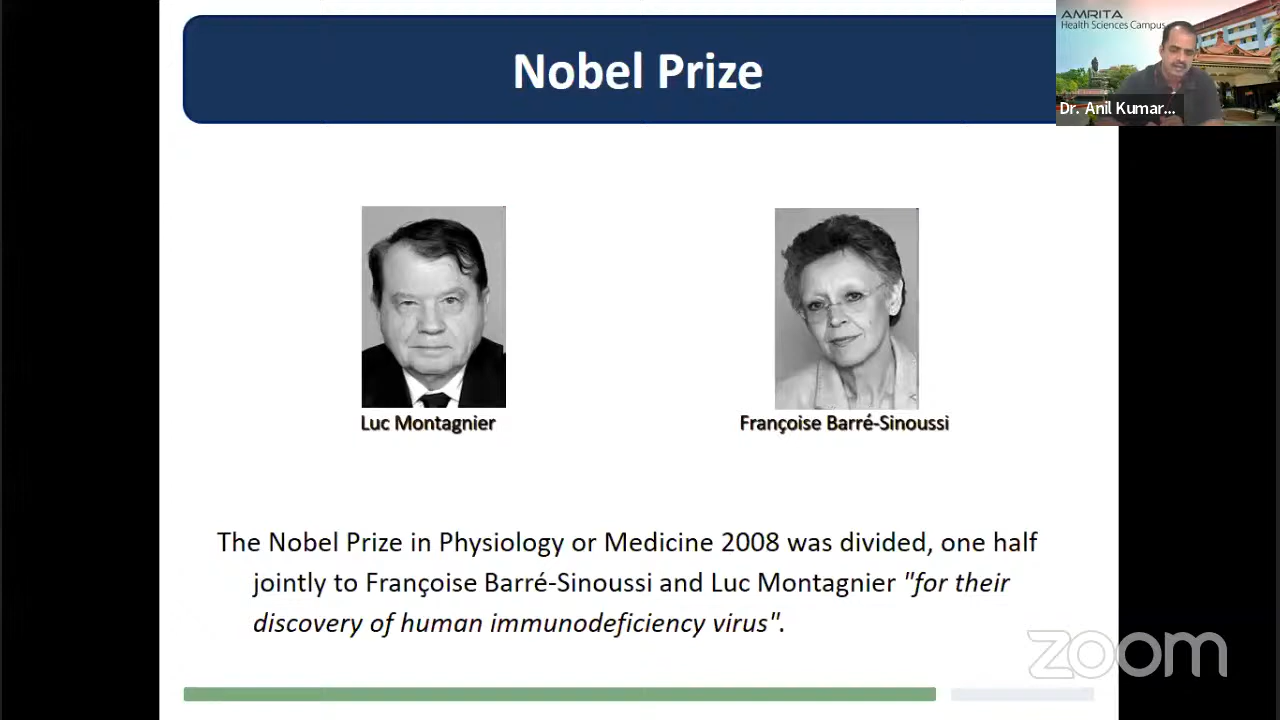 Nobel Prize
AMRITA
Health Sciences Campus
Dr. Anil Kumar...
Luc Montagnier
Françoise Barré-Sinoussi
The Nobel Prize in Physiology or Medicine 2008 was divided, one half
jointly to Françoise Barré-Sinoussi and Luc Montagnier "for their
discovery of human immunodeficiency virus".
zoom